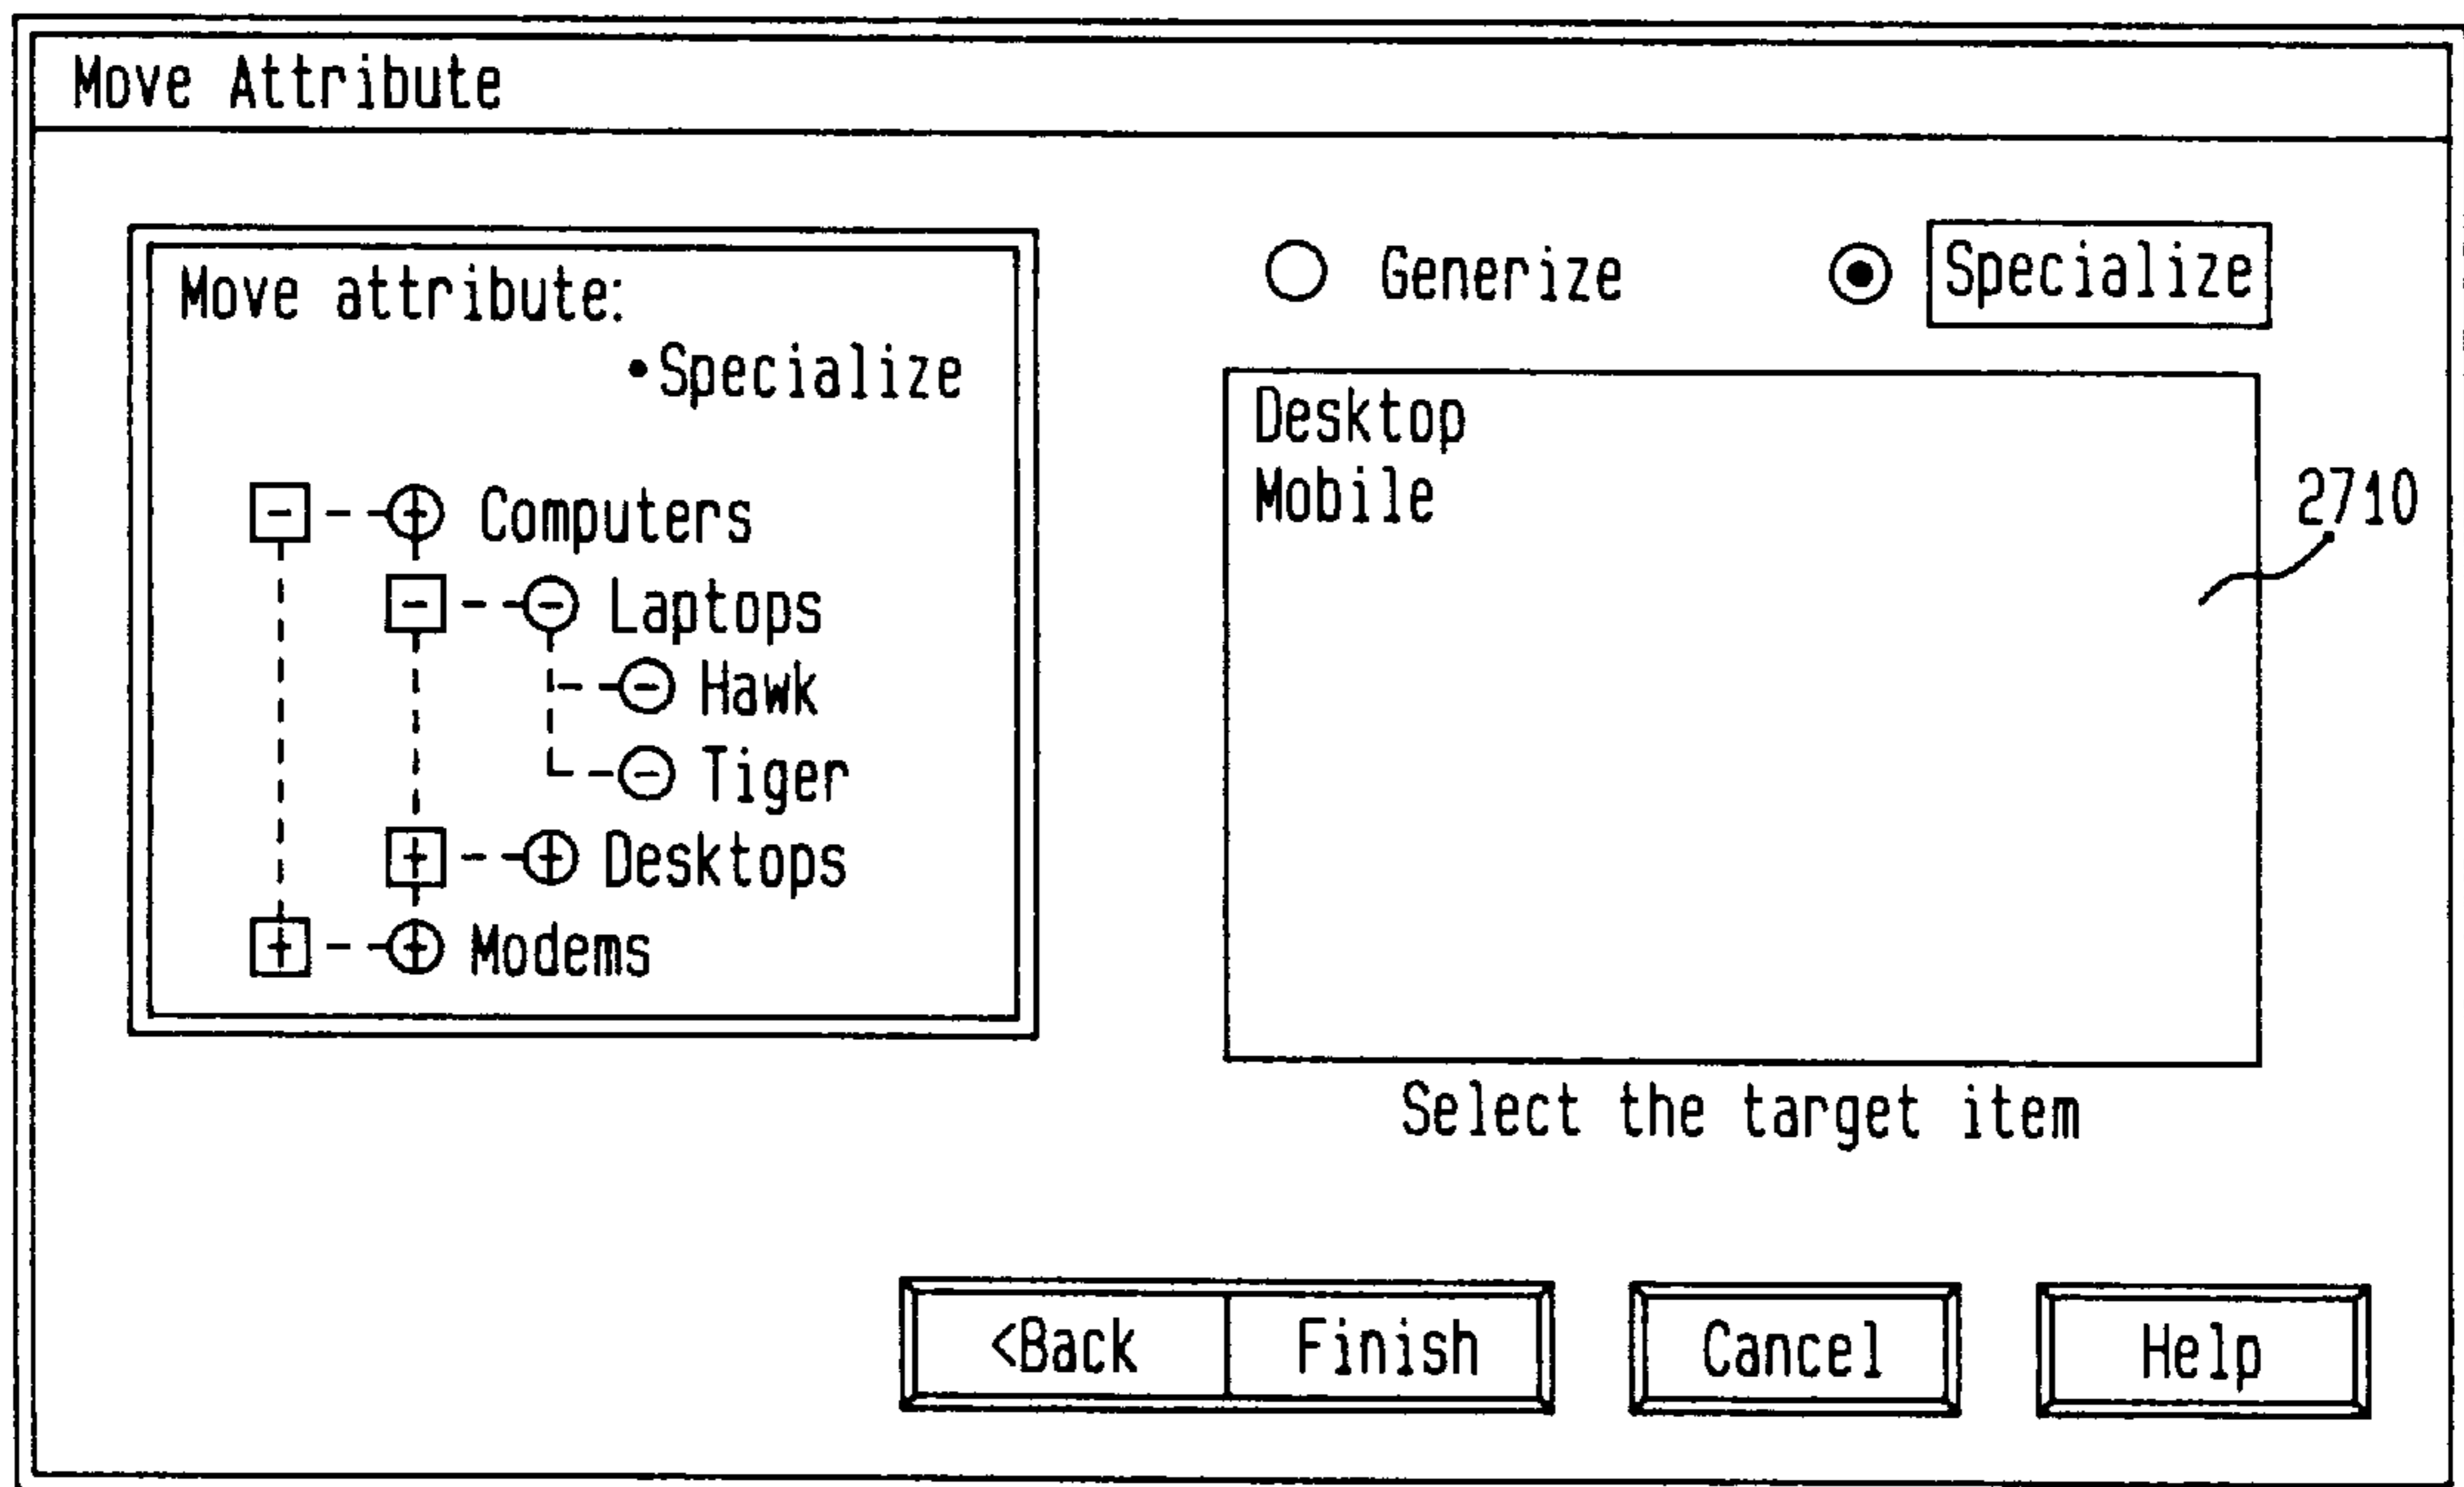 Move Attribute
Move attribute:
•Specialize
Computers
Laptops
Hawk
Tiger
Desktops
Modems
Generize
Specialize
Desktop
Mobile
2710
Select the target item
<Back
Finish
Cancel
Help